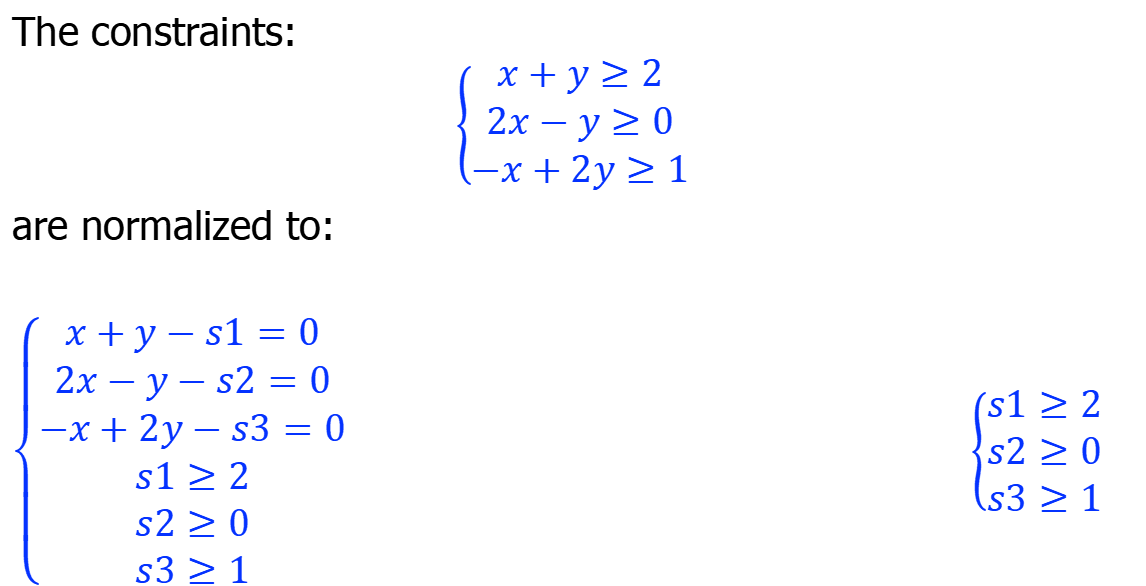 The constraints:
x + y ≥ 2
2x − y ≥ 0
−x + 2y ≥ 1
are normalized to:
x + y − s1 = 0
2x − y − s2 = 0
−x + 2y − s3 = 0
s1 ≥ 2
s2 ≥ 0
s3 ≥ 1
s1 ≥ 2
s2 ≥ 0
s3 ≥ 1